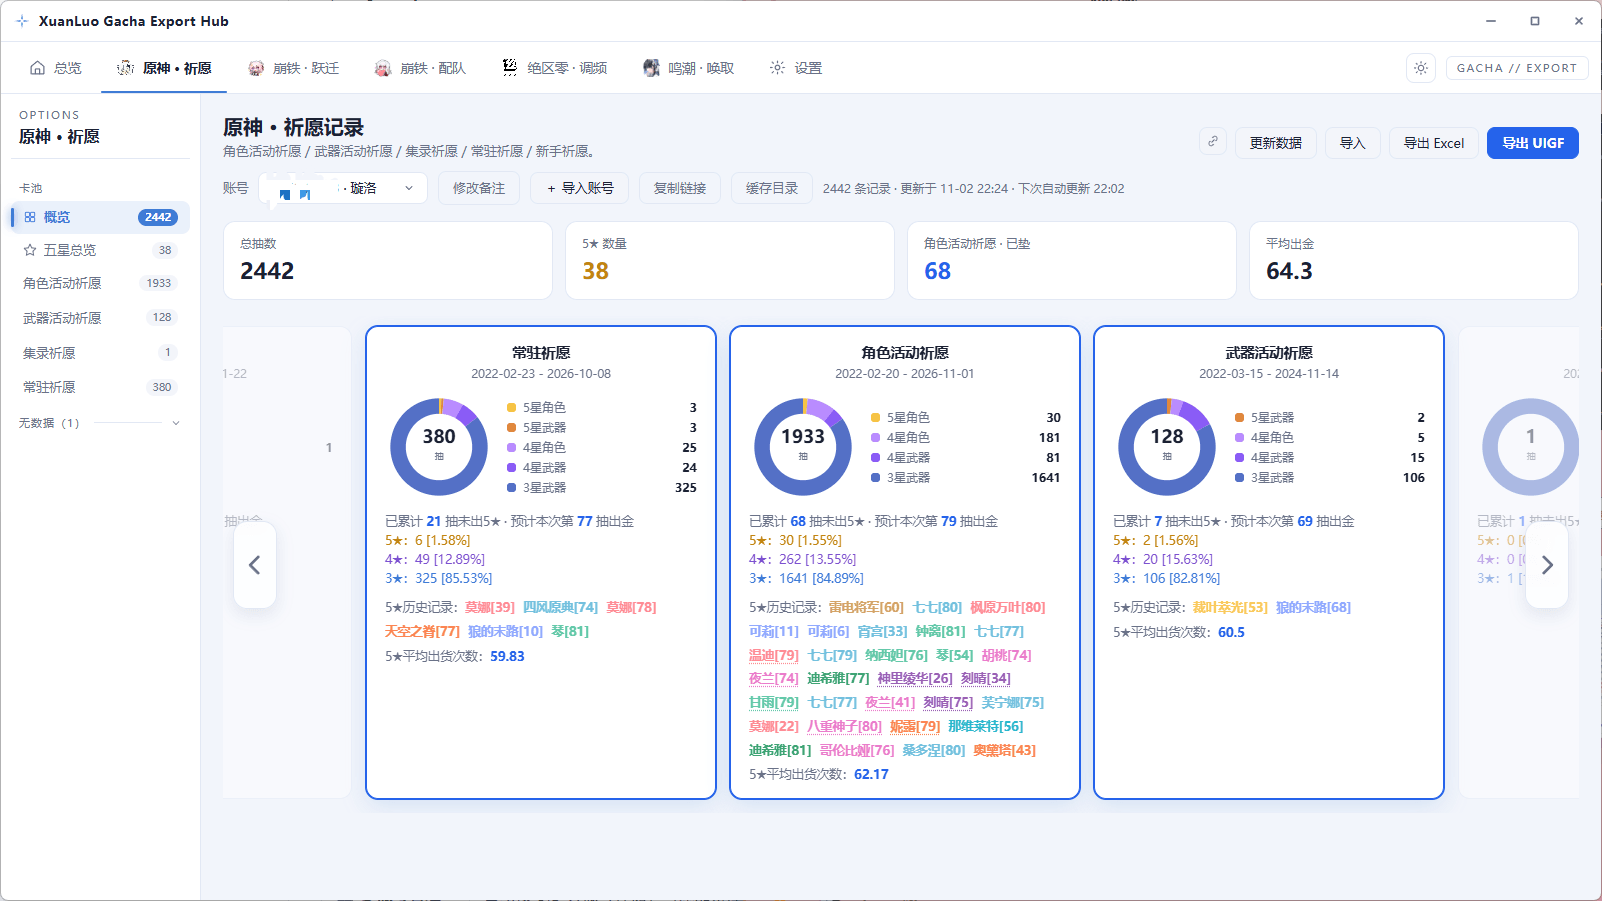 XuanLuo Gacha Export Hub
总览
原神 • 祈愿
崩铁 · 跃迁
崩铁 · 配队
绝区零 · 调频
鸣潮 · 唤取
设置
GACHA // EXPORT
OPTIONS
原神 • 祈愿
卡池
概览 2442
五星总览 38
角色活动祈愿 1933
武器活动祈愿 128
集录祈愿 1
常驻祈愿 380
无数据 (1)
原神 • 祈愿记录
角色活动祈愿 / 武器活动祈愿 / 集录祈愿 / 常驻祈愿 / 新手祈愿。
更新数据
导入
导出 Excel
导出 UIGF
账号
· 璇洛
修改备注
+ 导入账号
复制链接
缓存目录
2442 条记录 · 更新于 11-02 22:24 · 下次自动更新 22:02
总抽数
2442
5★ 数量
38
角色活动祈愿 · 已垫
68
平均出金
64.3
1-22
1
抽出金
常驻祈愿
2022-02-23 - 2026-10-08
380
抽
5星角色 3
5星武器 3
4星角色 25
4星武器 24
3星武器 325
已累计 21 抽未出5★ · 预计本次第 77 抽出金
5★: 6 [1.58%]
4★: 49 [12.89%]
3★: 325 [85.53%]
5★历史记录: 莫娜[39] 四风原典[74] 莫娜[78]
天空之脊[77] 狼的末路[10] 琴[81]
5★平均出货次数: 59.83
角色活动祈愿
2022-02-20 - 2026-11-01
1933
抽
5星角色 30
4星角色 181
4星武器 81
3星武器 1641
已累计 68 抽未出5★ · 预计本次第 79 抽出金
5★: 30 [1.55%]
4★: 262 [13.55%]
3★: 1641 [84.89%]
5★历史记录: 雷电将军[60] 七七[80] 枫原万叶[80]
可莉[11] 可莉[6] 宵宫[33] 钟离[81] 七七[77]
温迪[79] 七七[79] 纳西妲[76] 琴[54] 胡桃[74]
夜兰[74] 迪希雅[77] 神里绫华[26] 刻晴[34]
甘雨[79] 七七[77] 夜兰[41] 刻晴[75] 芙宁娜[75]
莫娜[22] 八重神子[80] 妮露[79] 那维莱特[56]
迪希雅[81] 哥伦比娅[76] 桑多涅[80] 奥黛塔[43]
5★平均出货次数: 62.17
武器活动祈愿
2022-03-15 - 2024-11-14
128
抽
5星武器 2
4星角色 5
4星武器 15
3星武器 106
已累计 7 抽未出5★ · 预计本次第 69 抽出金
5★: 2 [1.56%]
4★: 20 [15.63%]
3★: 106 [82.81%]
5★历史记录: 裁叶萃光[53] 狼的末路[68]
5★平均出货次数: 60.5
1
抽
已累计 1 抽未出5★
5★: 0
4★: 0
3★: 1